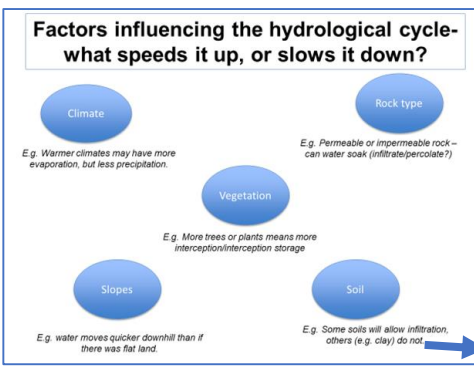 Factors influencing the hydrological cycle-
what speeds it up, or slows it down?
Climate
E.g. Warmer climates may have more
evaporation, but less precipitation.
Rock type
E.g. Permeable or impermeable rock –
can water soak (infiltrate/percolate?)
Vegetation
E.g. More trees or plants means more
interception/interception storage
Slopes
E.g. water moves quicker downhill than if
there was flat land.
Soil
E.g. Some soils will allow infiltration,
others (e.g. clay) do not.